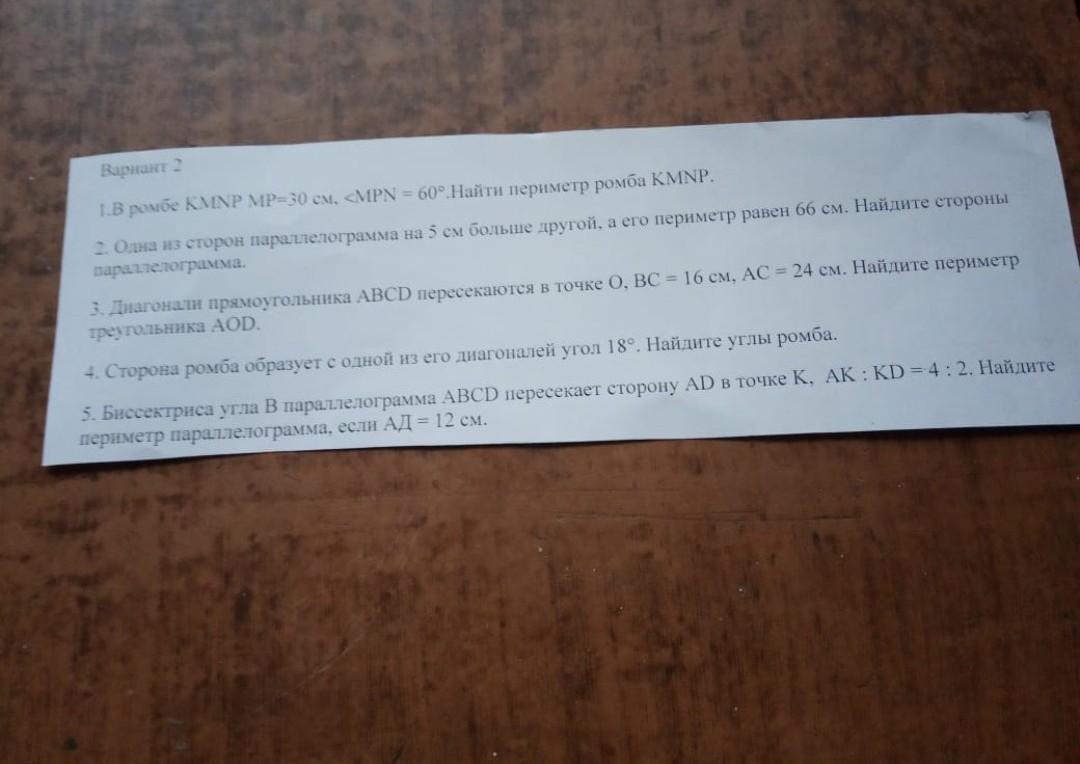 Вариант 2
1.В ромбе KMNP MP=30 см, <MPN = 60°.Найти периметр ромба KMNP.
2. Одна из сторон параллелограмма на 5 см больше другой, а его периметр равен 66 см. Найдите стороны
параллелограмма.
3. Диагонали прямоугольника ABCD пересекаются в точке O, BC = 16 см, AC = 24 см. Найдите периметр
треугольника AOD.
4. Сторона ромба образует с одной из его диагоналей угол 18°. Найдите углы ромба.
5. Биссектриса угла B параллелограмма ABCD пересекает сторону AD в точке K, AK : KD = 4 : 2. Найдите
периметр параллелограмма, если АД = 12 см.